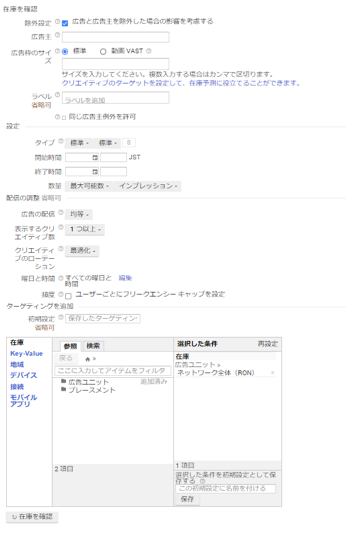 在庫を確認
除外設定 広告と広告主を除外した場合の影響を考慮する
広告主
広告枠のサイズ 標準 動画 VAST
サイズを入力してください。複数入力する場合はカンマで区切ります。
クリエイティブのターゲットを設定して、在庫予測に役立てることができます。
ラベル ラベルを追加
省略可
同じ広告主例外を許可
設定
タイプ 標準 標準 8
開始時間 JST
終了時間
数量 最大可能数 インプレッション
配信の調整 省略可
広告の配信 均等
表示するクリエイティブ数 1 つ以上
クリエイティブのローテーション 最適化
曜日と時間 すべての曜日と時間 編集
頻度 ユーザーごとにフリークエンシー キャップを設定
ターゲティングを追加
初期設定 保存したターゲティン
省略可
在庫 参照 検索 選択した条件 再設定
Key-Value 戻る » 在庫
地域 ここに入力してアイテムをフィルタ 広告ユニット »
デバイス 広告ユニット 追加済み ネットワーク全体（RON） ×
接続 プレースメント
モバイル
アプリ
2 項目 1 項目
選択した条件を初期設定として保存する
この初期設定に名前を付ける
保存
在庫を確認